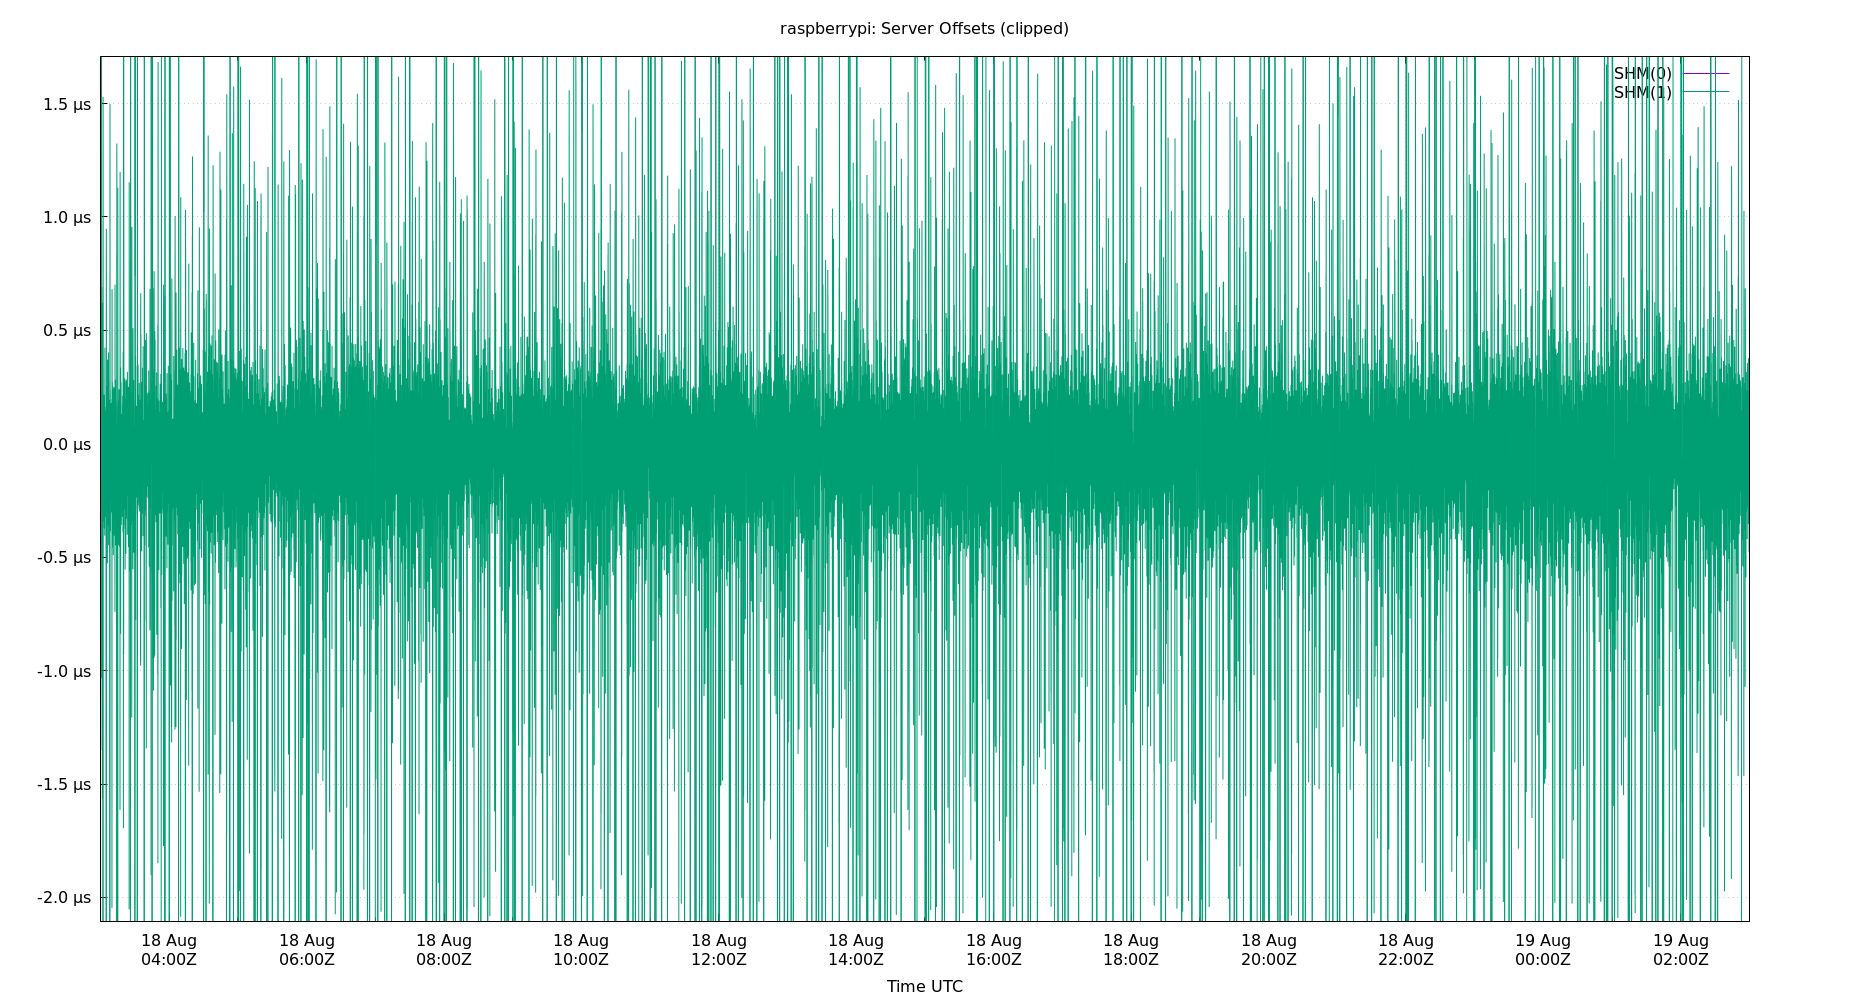 raspberrypi: Server Offsets (clipped)
SHM(0)
SHM(1)
1.5 µs
1.0 µs
0.5 µs
0.0 µs
-0.5 µs
-1.0 µs
-1.5 µs
-2.0 µs
18 Aug 18 Aug 18 Aug 18 Aug 18 Aug 18 Aug 18 Aug 18 Aug 18 Aug 18 Aug 19 Aug 19 Aug
04:00Z 06:00Z 08:00Z 10:00Z 12:00Z 14:00Z 16:00Z 18:00Z 20:00Z 22:00Z 00:00Z 02:00Z
Time UTC